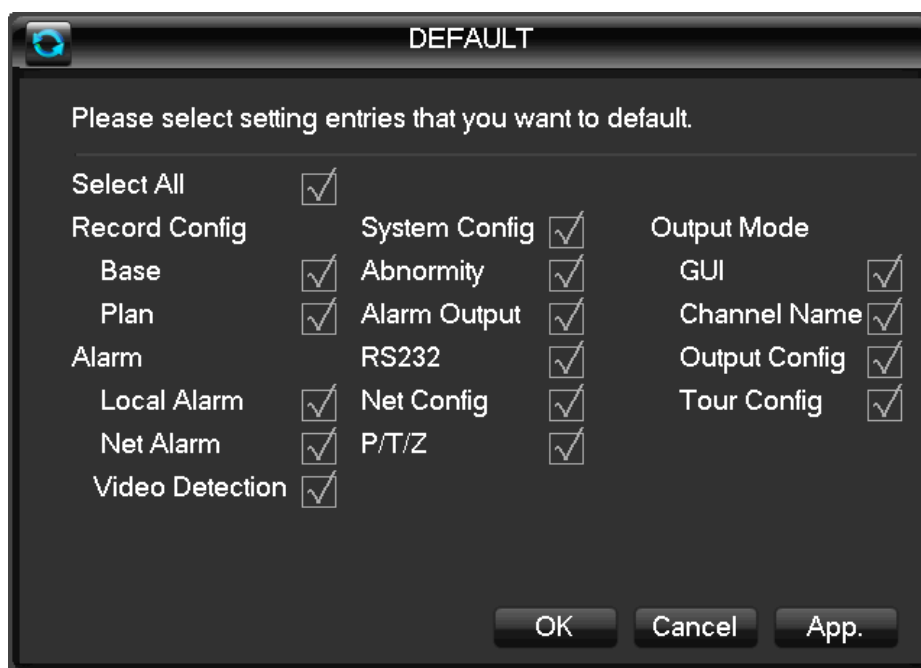 DEFAULT
Please select setting entries that you want to default.
Select All
Record Config System Config Output Mode
Base Abnormity GUI
Plan Alarm Output Channel Name
Alarm RS232 Output Config
Local Alarm Net Config Tour Config
Net Alarm P/T/Z
Video Detection
OK Cancel App.